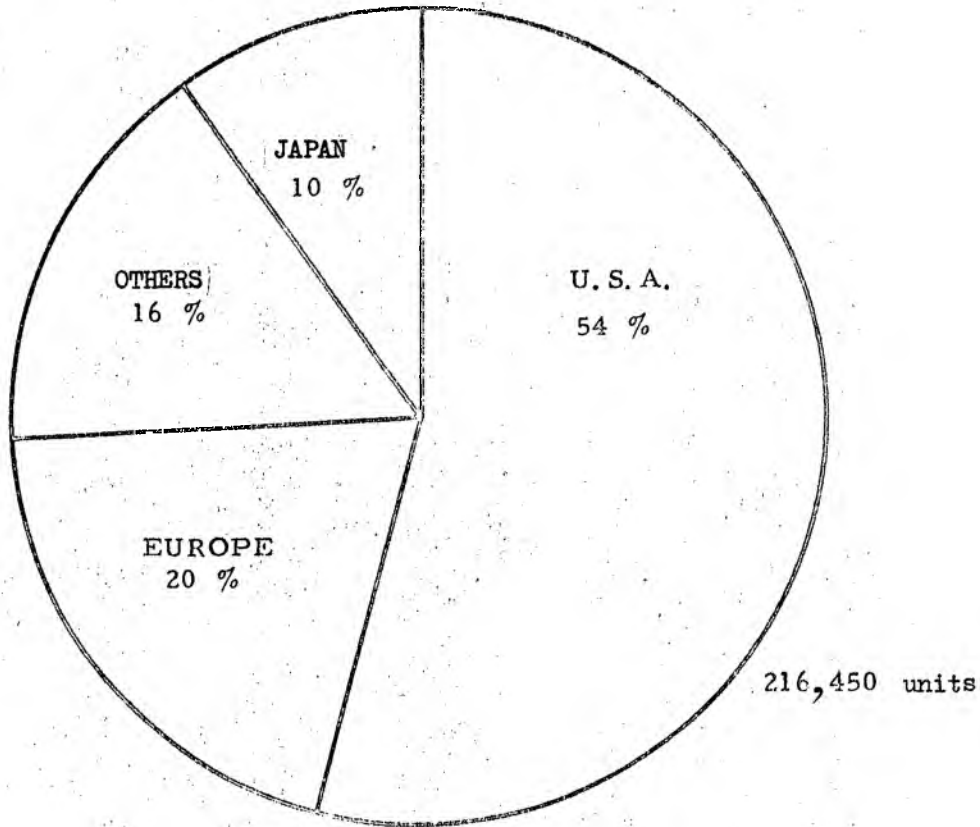 JAPAN
10 %
OTHERS
16 %
U. S. A.
54 %
EUROPE
20 %
216,450 units